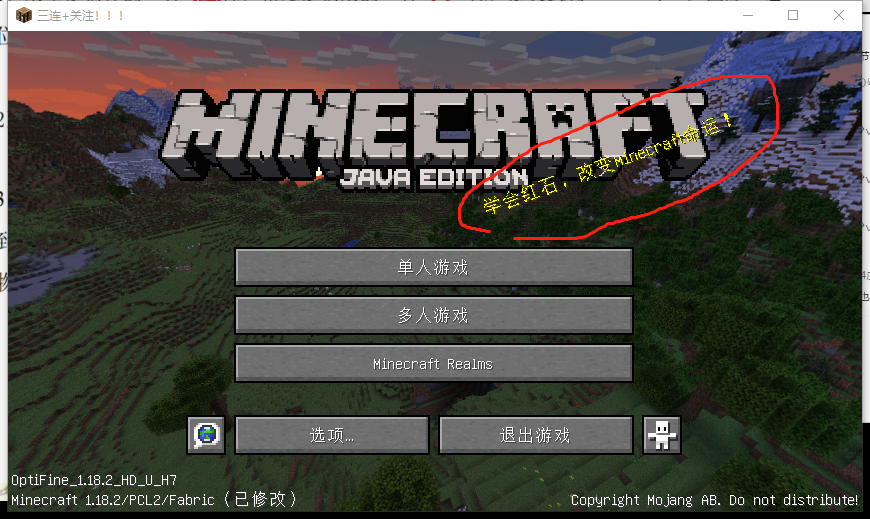 三连+关注！！！
MINECRAFT
JAVA EDITION
学会红石，改变Minecraft命运！
单人游戏
多人游戏
Minecraft Realms
选项…
退出游戏
OptiFine_1.18.2_HD_U_H7
Minecraft 1.18.2/PCL2/Fabric（已修改）
Copyright Mojang AB. Do not distribute!